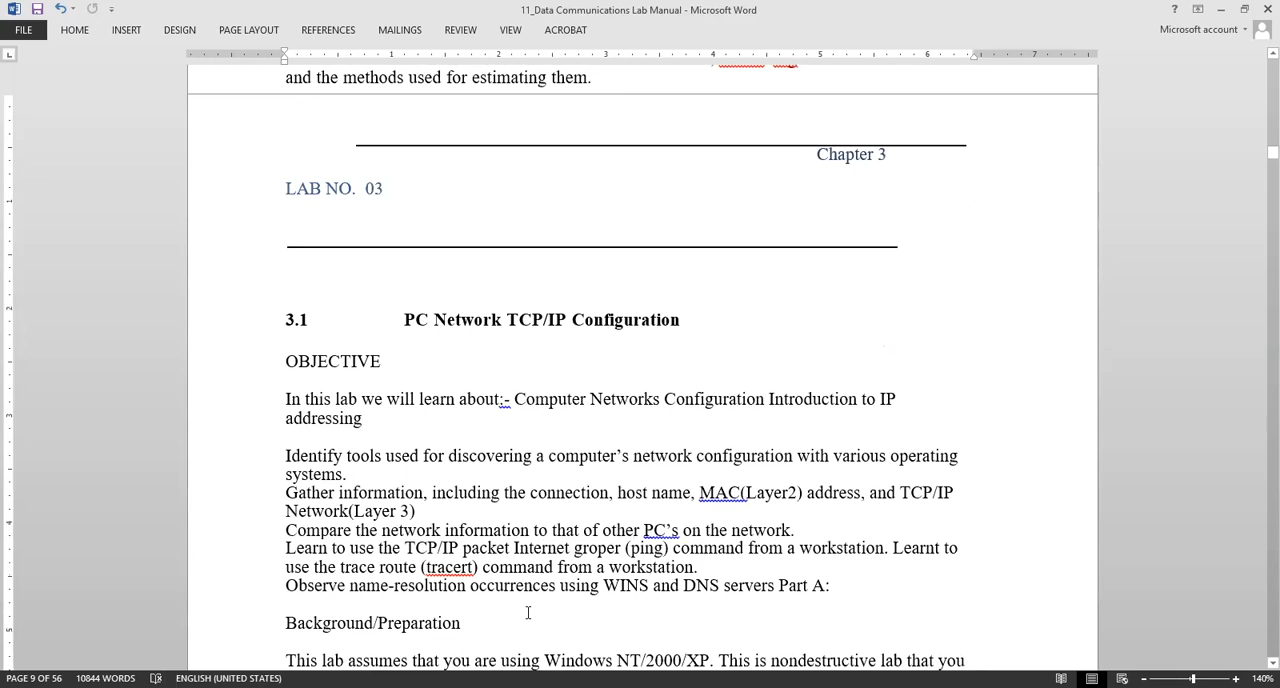 11_Data Communications Lab Manual - Microsoft Word
FILE HOME INSERT DESIGN PAGE LAYOUT REFERENCES MAILINGS REVIEW VIEW ACROBAT Microsoft account
1 2 3 4 5 6 7
and the methods used for estimating them.
Chapter 3
LAB NO. 03
3.1 PC Network TCP/IP Configuration
OBJECTIVE
In this lab we will learn about:- Computer Networks Configuration Introduction to IP
addressing
Identify tools used for discovering a computer’s network configuration with various operating
systems.
Gather information, including the connection, host name, MAC(Layer2) address, and TCP/IP
Network(Layer 3)
Compare the network information to that of other PC’s on the network.
Learn to use the TCP/IP packet Internet groper (ping) command from a workstation. Learnt to
use the trace route (tracert) command from a workstation.
Observe name-resolution occurrences using WINS and DNS servers Part A:
Background/Preparation
This lab assumes that you are using Windows NT/2000/XP. This is nondestructive lab that you
PAGE 9 OF 56 10844 WORDS ENGLISH (UNITED STATES) 140%